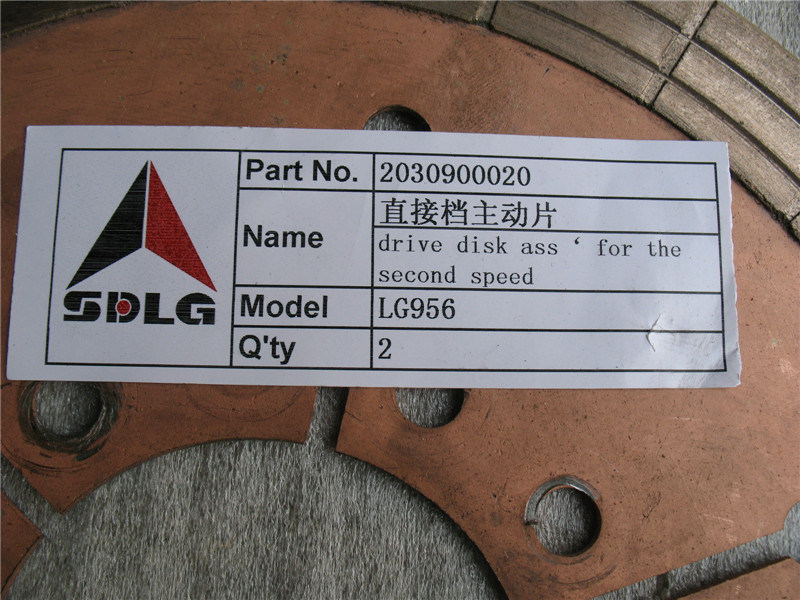 SDLG
Part No. 2030900020
Name 直接档主动片
drive disk ass ‘ for the
second speed
Model LG956
Q'ty 2